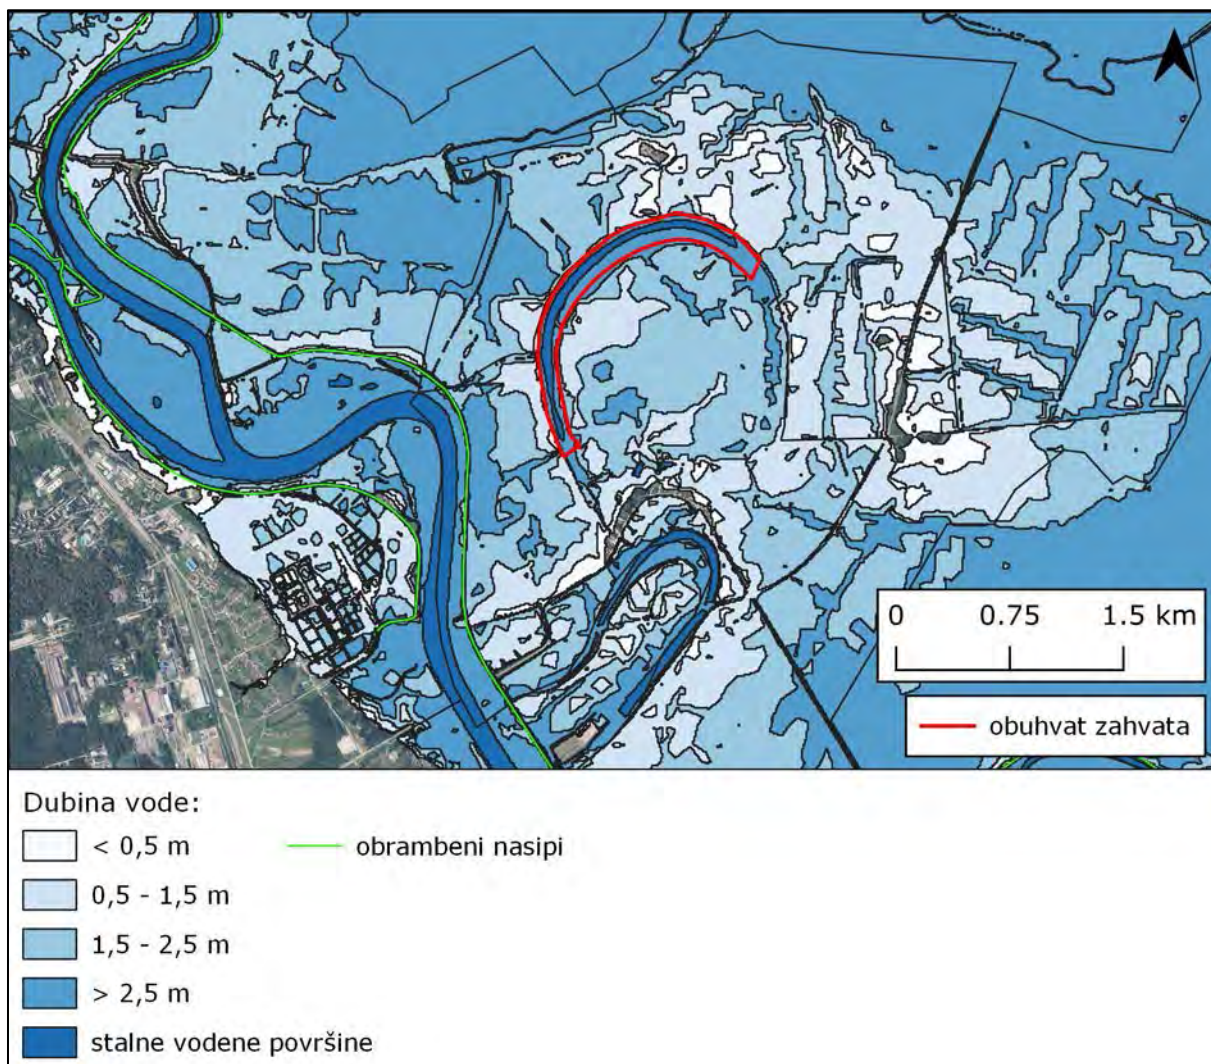 0 0.75 1.5 km
obuhvat zahvata
Dubina vode:
< 0,5 m
obrambeni nasipi
0,5 - 1,5 m
1,5 - 2,5 m
> 2,5 m
stalne vodene površine